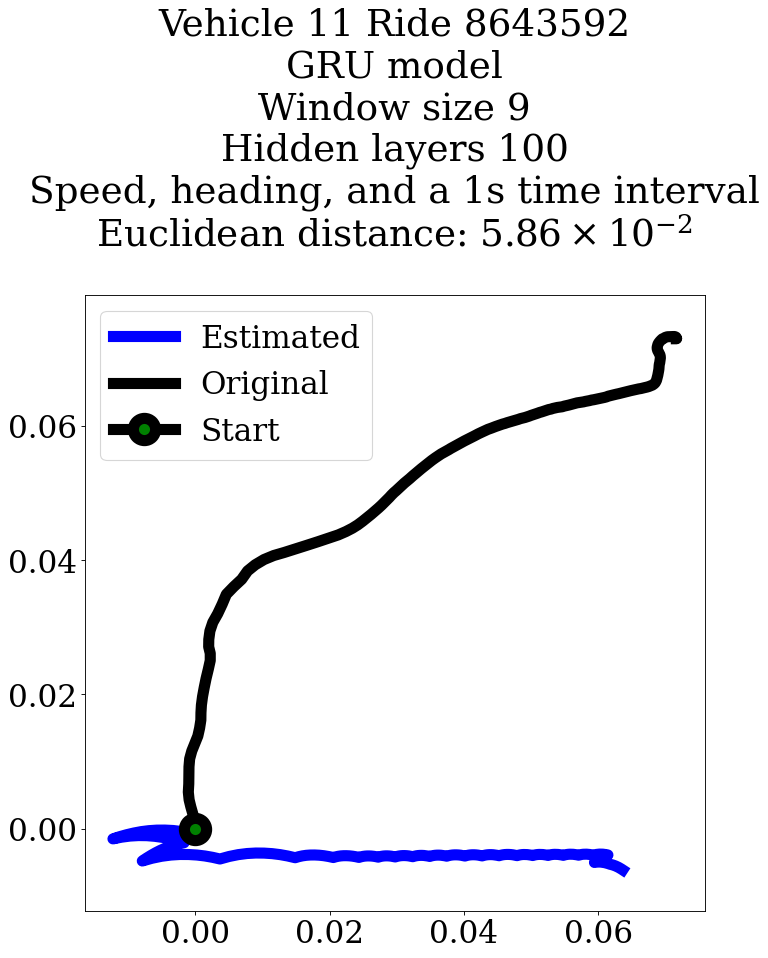 Vehicle 11 Ride 8643592
GRU model
Window size 9
Hidden layers 100
Speed, heading, and a 1s time interval
Euclidean distance: 5.86 × 10⁻²
Estimated
Original
Start
0.06
0.04
0.02
0.00
0.00 0.02 0.04 0.06